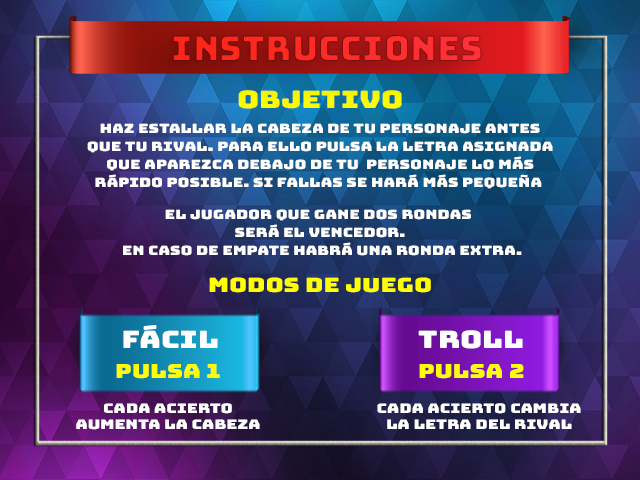 INSTRUCCIONES
OBJETIVO
HAZ ESTALLAR LA CABEZA DE TU PERSONAJE ANTES
QUE TU RIVAL. PARA ELLO PULSA LA LETRA ASIGNADA
QUE APAREZCA DEBAJO DE TU PERSONAJE LO MÁS
RÁPIDO POSIBLE. SI FALLAS SE HARÁ MÁS PEQUEÑA
EL JUGADOR QUE GANE DOS RONDAS
SERÁ EL VENCEDOR.
EN CASO DE EMPATE HABRÁ UNA RONDA EXTRA.
MODOS DE JUEGO
FÁCIL
PULSA 1
CADA ACIERTO
AUMENTA LA CABEZA
TROLL
PULSA 2
CADA ACIERTO CAMBIA
LA LETRA DEL RIVAL